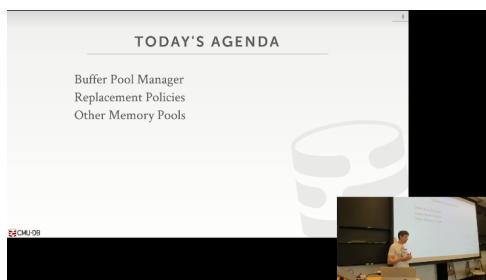 TODAY'S AGENDA
Buffer Pool Manager
Replacement Policies
Other Memory Pools
CMU·DB